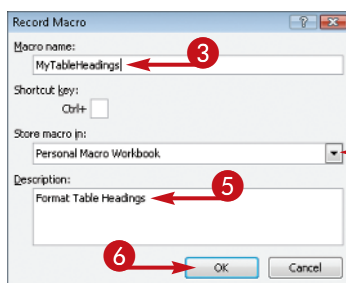 Record Macro
Macro name:
MyTableHeadings
3
Shortcut key:
Ctrl+
Store macro in:
Personal Macro Workbook
Description:
5
Format Table Headings
6
OK
Cancel